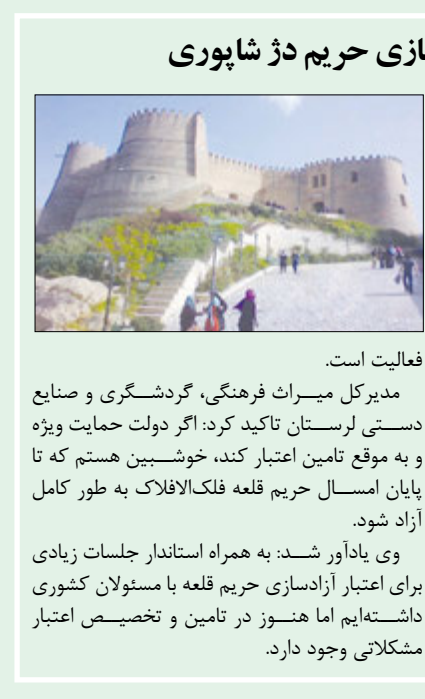 ازی حریم دژ شاپوری
فعالیت است.
مدیرکل میراث فرهنگی، گردشگری و صنایع
دستی لرستان تاکید کرد: اگر دولت حمایت ویژه
و به موقع تامین اعتبار کند، خوشبین هستم که تا
پایان امسال حریم قلعه فلک‌الافلاک به طور کامل
آزاد شود.
وی یادآور شد: به همراه استاندار جلسات زیادی
برای اعتبار آزادسازی حریم قلعه با مسئولان کشوری
داشته‌ایم اما هنوز در تامین و تخصیص اعتبار
مشکلاتی وجود دارد.